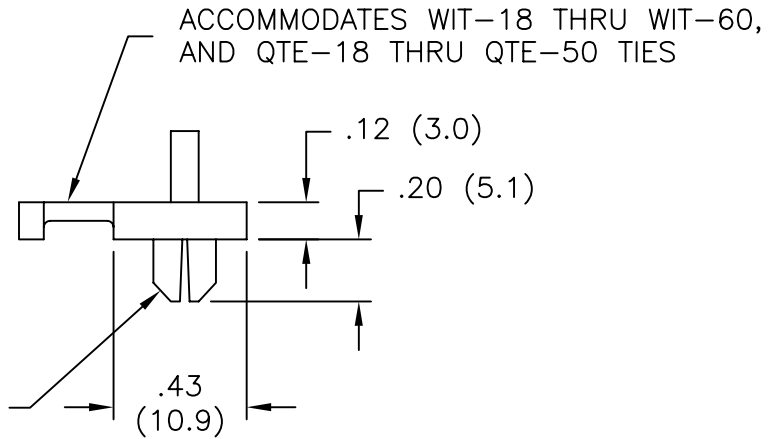 ACCOMMODATES WIT-18 THRU WIT-60,
AND QTE-18 THRU QTE-50 TIES
.12 (3.0)
.20 (5.1)
.43
(10.9)